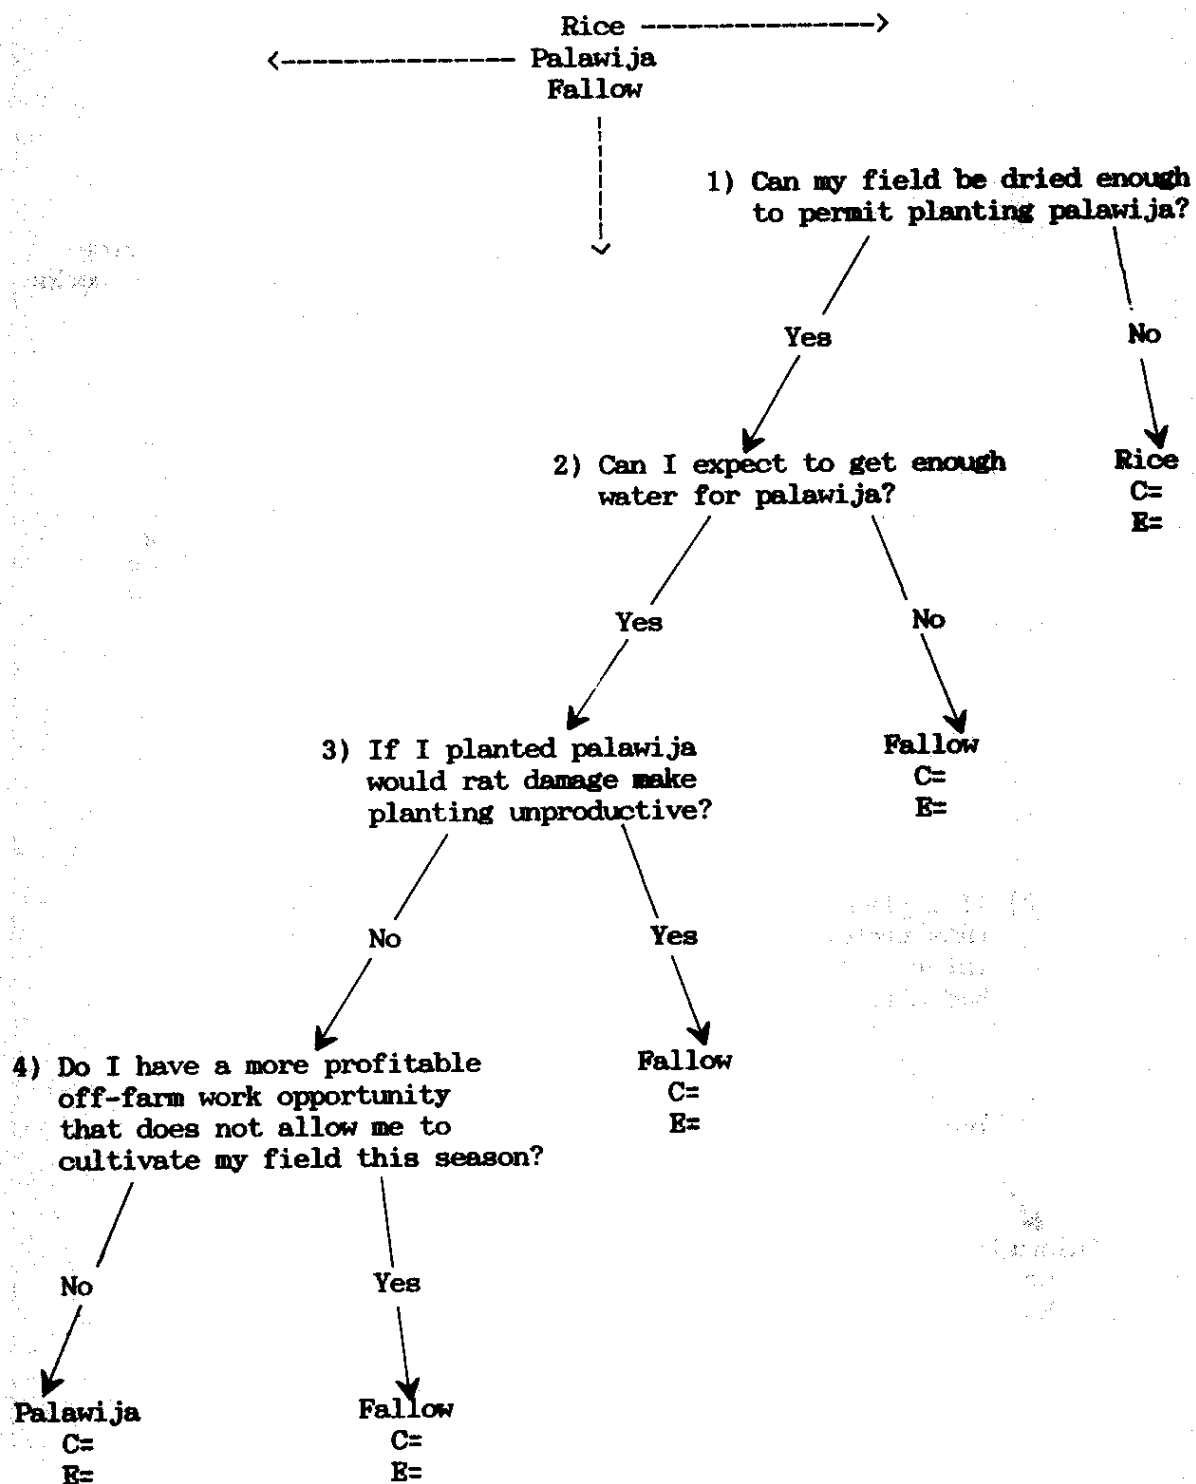 Rice --------------->
<--------------- Palawija
Fallow
1) Can my field be dried enough
to permit planting palawija?
Yes
No
2) Can I expect to get enough
water for palawija?
Rice
C=
E=
Yes
No
3) If I planted palawija
would rat damage make
planting unproductive?
Fallow
C=
E=
No
Yes
4) Do I have a more profitable
off-farm work opportunity
that does not allow me to
cultivate my field this season?
Fallow
C=
E=
No
Yes
Palawija
C=
E=
Fallow
C=
E=